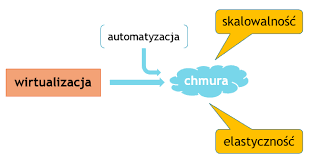 skalowalność
automatyzacja
wirtualizacja
chmura
elastyczność